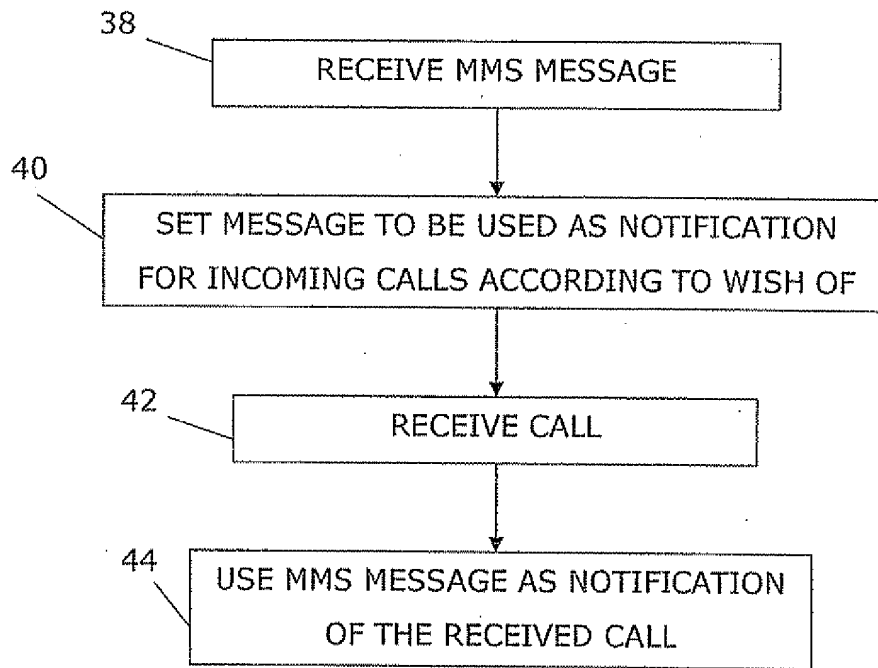 38
RECEIVE MMS MESSAGE
40
SET MESSAGE TO BE USED AS NOTIFICATION
FOR INCOMING CALLS ACCORDING TO WISH OF
42
RECEIVE CALL
44
USE MMS MESSAGE AS NOTIFICATION
OF THE RECEIVED CALL